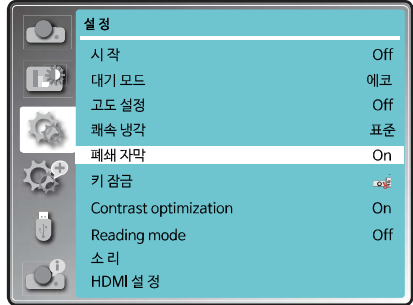 설 정
시 작 Off
대기 모드 에코
고도 설정 Off
쾌속 냉각 표준
폐쇄 자막 On
키 잠금
Contrast optimization On
Reading mode Off
소 리
HDMI 설 정